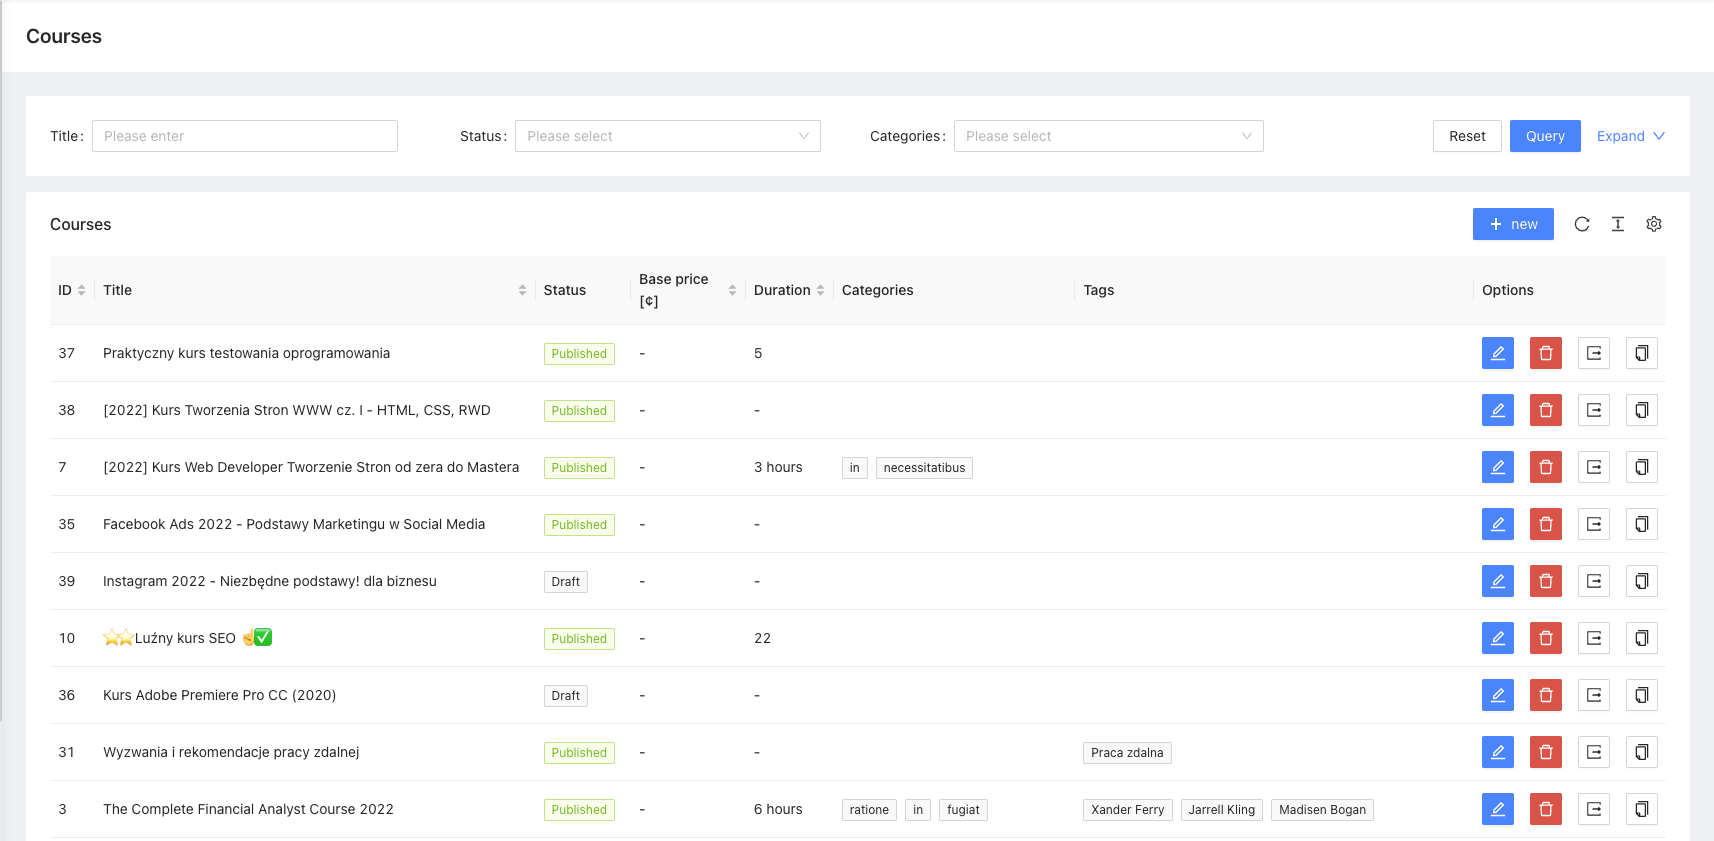 Courses
Title: Please enter Status: Please select Categories: Please select Reset Query Expand
Courses
+ new
ID Title Status Base price [¢] Duration Categories Tags Options
37 Praktyczny kurs testowania oprogramowania Published - 5
38 [2022] Kurs Tworzenia Stron WWW cz. I - HTML, CSS, RWD Published - -
7 [2022] Kurs Web Developer Tworzenie Stron od zera do Mastera Published - 3 hours in necessitatibus
35 Facebook Ads 2022 - Podstawy Marketingu w Social Media Published - -
39 Instagram 2022 - Niezbędne podstawy! dla biznesu Draft - -
10 ⭐⭐Luźny kurs SEO ☝✅ Published - 22
36 Kurs Adobe Premiere Pro CC (2020) Draft - -
31 Wyzwania i rekomendacje pracy zdalnej Published - - Praca zdalna
3 The Complete Financial Analyst Course 2022 Published - 6 hours ratione in fugiat Xander Ferry Jarrell Kling Madisen Bogan